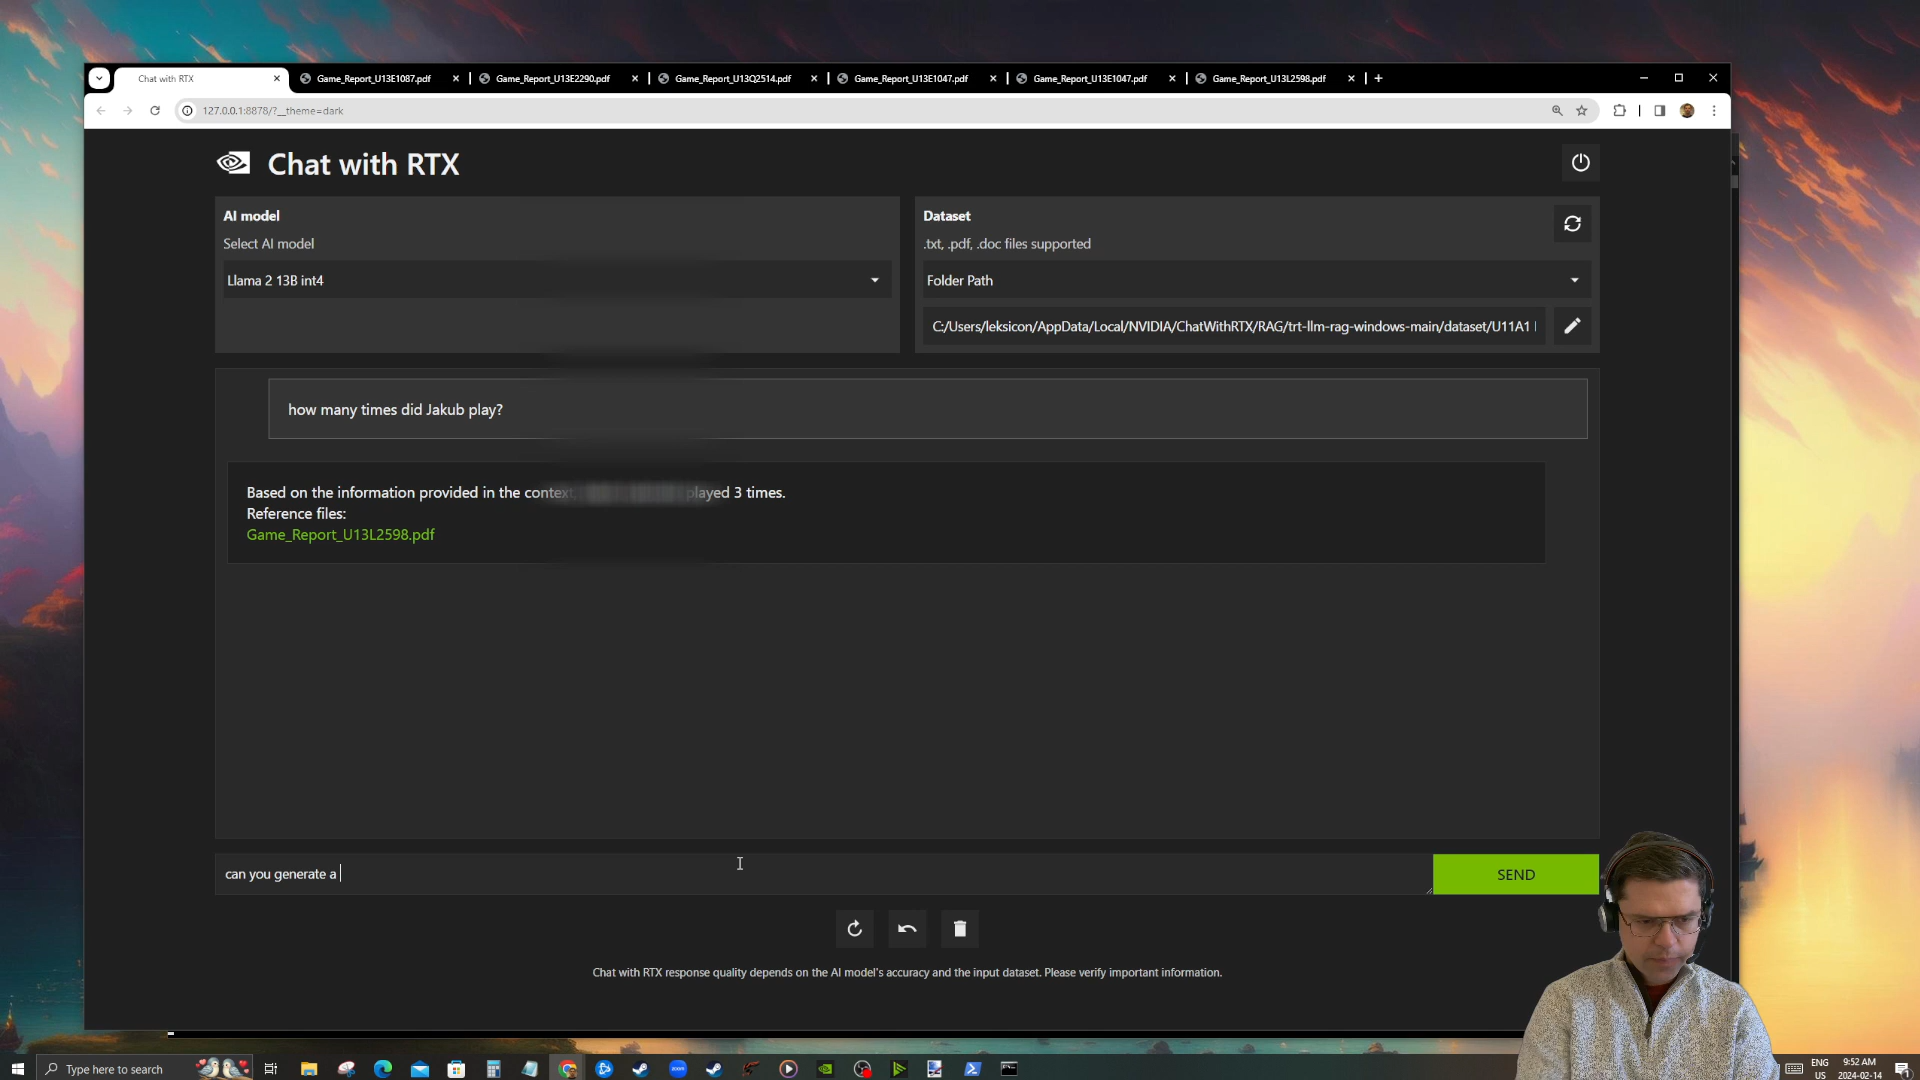 Chat with RTX
Game_Report_U13E1087.pdf
Game_Report_U13E2290.pdf
Game_Report_U13Q2514.pdf
Game_Report_U13E1047.pdf
Game_Report_U13E1047.pdf
Game_Report_U13L2598.pdf
127.0.0.1:8878/?__theme=dark
Chat with RTX
AI model
Select AI model
Llama 2 13B int4
Dataset
.txt, .pdf, .doc files supported
Folder Path
C:/Users/leksicon/AppData/Local/NVIDIA/ChatWithRTX/RAG/trt-llm-rag-windows-main/dataset/U11A1
how many times did Jakub play?
Based on the information provided in the context played 3 times.
Reference files:
Game_Report_U13L2598.pdf
can you generate a
SEND
Chat with RTX response quality depends on the AI model's accuracy and the input dataset. Please verify important information.
Type here to search
zoom
ENG
US
9:52 AM
2024-02-14
1